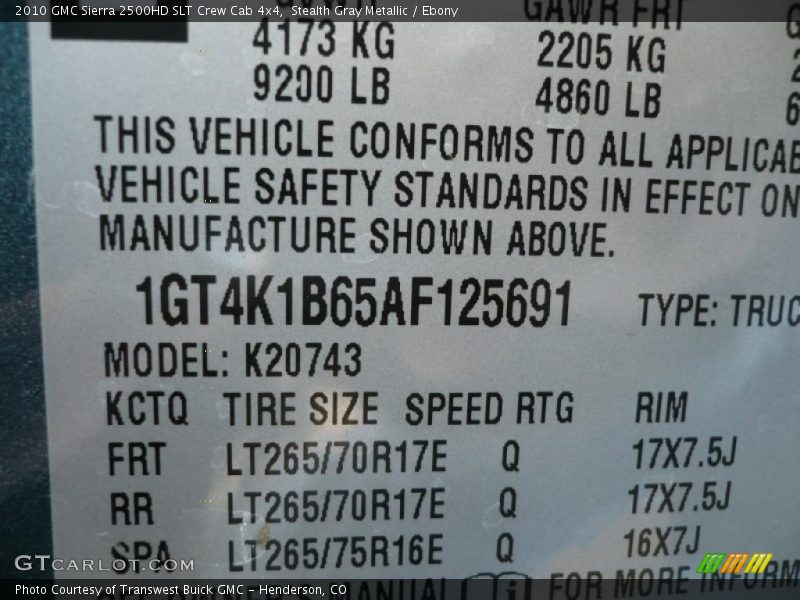 2010 GMC Sierra 2500HD SLT Crew Cab 4x4, Stealth Gray Metallic / Ebony
GAWR FRT
4173 KG 2205 KG
9200 LB 4860 LB
THIS VEHICLE CONFORMS TO ALL APPLICAB
VEHICLE SAFETY STANDARDS IN EFFECT ON
MANUFACTURE SHOWN ABOVE.
1GT4K1B65AF125691 TYPE: TRUC
MODEL: K20743
KCTQ TIRE SIZE SPEED RTG RIM
FRT LT265/70R17E Q 17X7.5J
RR LT265/70R17E Q 17X7.5J
SPA LT265/75R16E Q 16X7J
MANUAL FOR MORE INFORM
GTCARLOT.COM
Photo Courtesy of Transwest Buick GMC – Henderson, CO